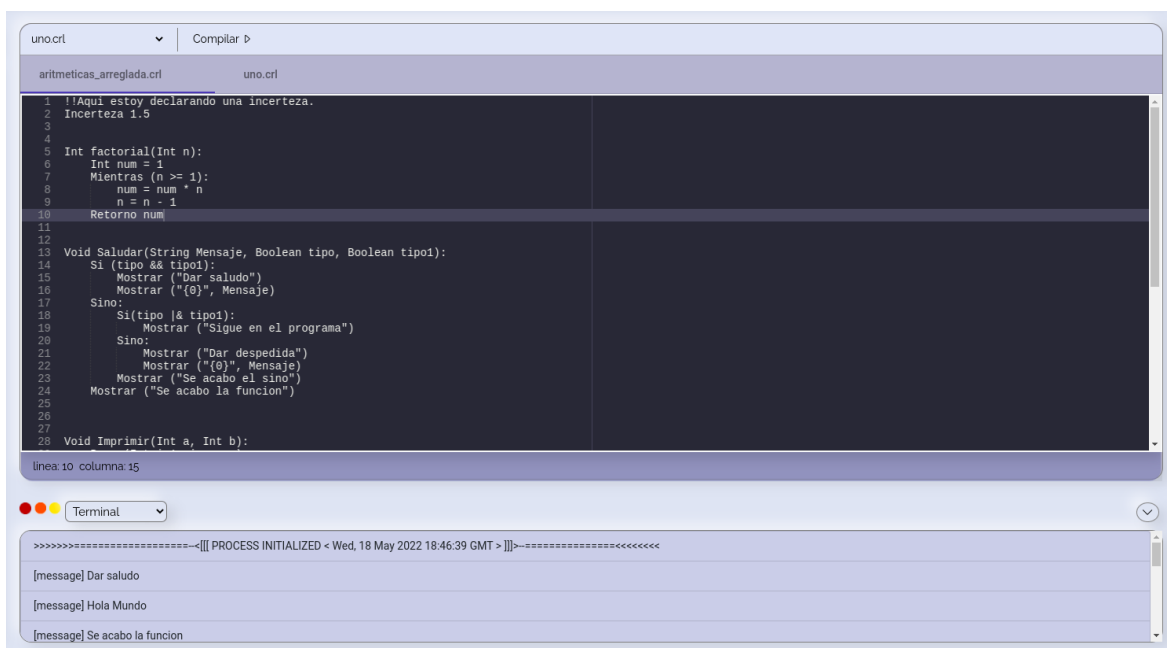 uno.crl Compilar
aritmeticas_arreglada.crl uno.crl
1 !!Aqui estoy declarando una incerteza.
2 Incerteza 1.5
3
4
5 Int factorial(Int n):
6 Int num = 1
7 Mientras (n >= 1):
8 num = num * n
9 n = n - 1
10 Retorno num
11
12
13 Void Saludar(String Mensaje, Boolean tipo, Boolean tipo1):
14 Si (tipo && tipo1):
15 Mostrar ("Dar saludo")
16 Mostrar ("{0}", Mensaje)
17 Sino:
18 Si(tipo |& tipo1):
19 Mostrar ("Sigue en el programa")
20 Sino:
21 Mostrar ("Dar despedida")
22 Mostrar ("{0}", Mensaje)
23 Mostrar ("Se acabo el sino")
24 Mostrar ("Se acabo la funcion")
25
26
27
28 Void Imprimir(Int a, Int b):
linea: 10 columna: 15
Terminal
>>>>>>>===================--<[[[ PROCESS INITIALIZED < Wed, 18 May 2022 18:46:39 GMT > ]]]>--===============<<<<<<<<
[message] Dar saludo
[message] Hola Mundo
[message] Se acabo la funcion